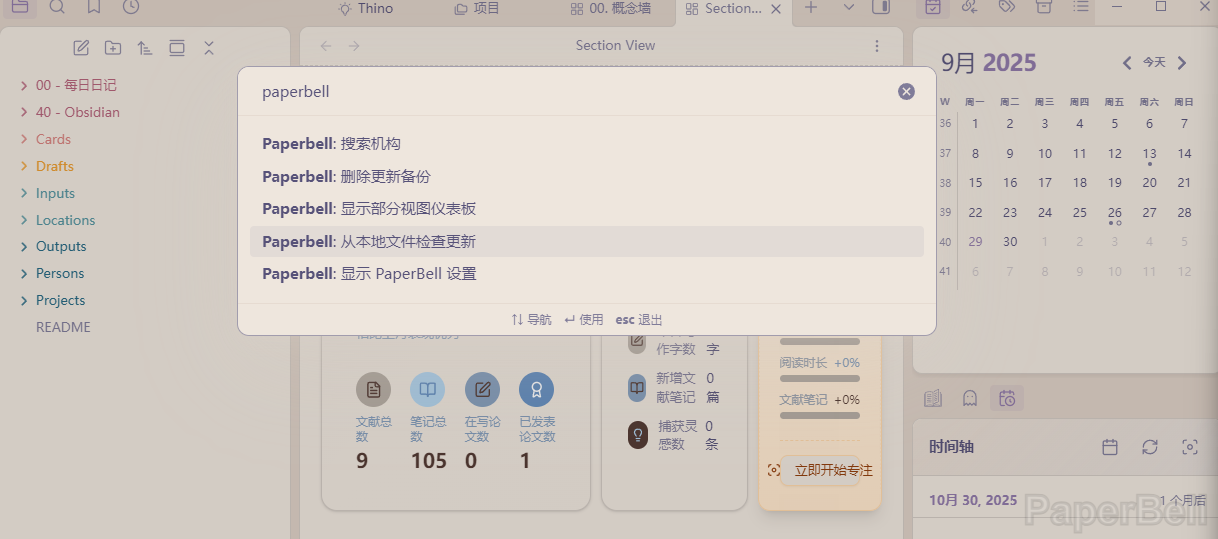 Thino
项目
00. 概念墙
Section...
Section View
00 - 每日日记
40 - Obsidian
Cards
Drafts
Inputs
Locations
Outputs
Persons
Projects
README
paperbell
Paperbell: 搜索机构
Paperbell: 删除更新备份
Paperbell: 显示部分视图仪表板
Paperbell: 从本地文件检查更新
Paperbell: 显示 PaperBell 设置
导航 使用 esc 退出
文献总
数
9
笔记总
数
105
在写论
文数
0
已发表
论文数
1
作字数 字
新增文 0
献笔记 篇
捕获灵 0
感数 条
阅读时长 +0%
文献笔记 +0%
立即开始专注
9月 2025
今天
W 周一 周二 周三 周四 周五 周六 周日
36 1 2 3 4 5 6 7
37 8 9 10 11 12 13 14
38 15 16 17 18 19 20 21
39 22 23 24 25 26 27 28
40 29 30 1 2 3 4 5
41 6 7 8 9 10 11 12
时间轴
10月 30, 2025 1 个月后
PaperBell